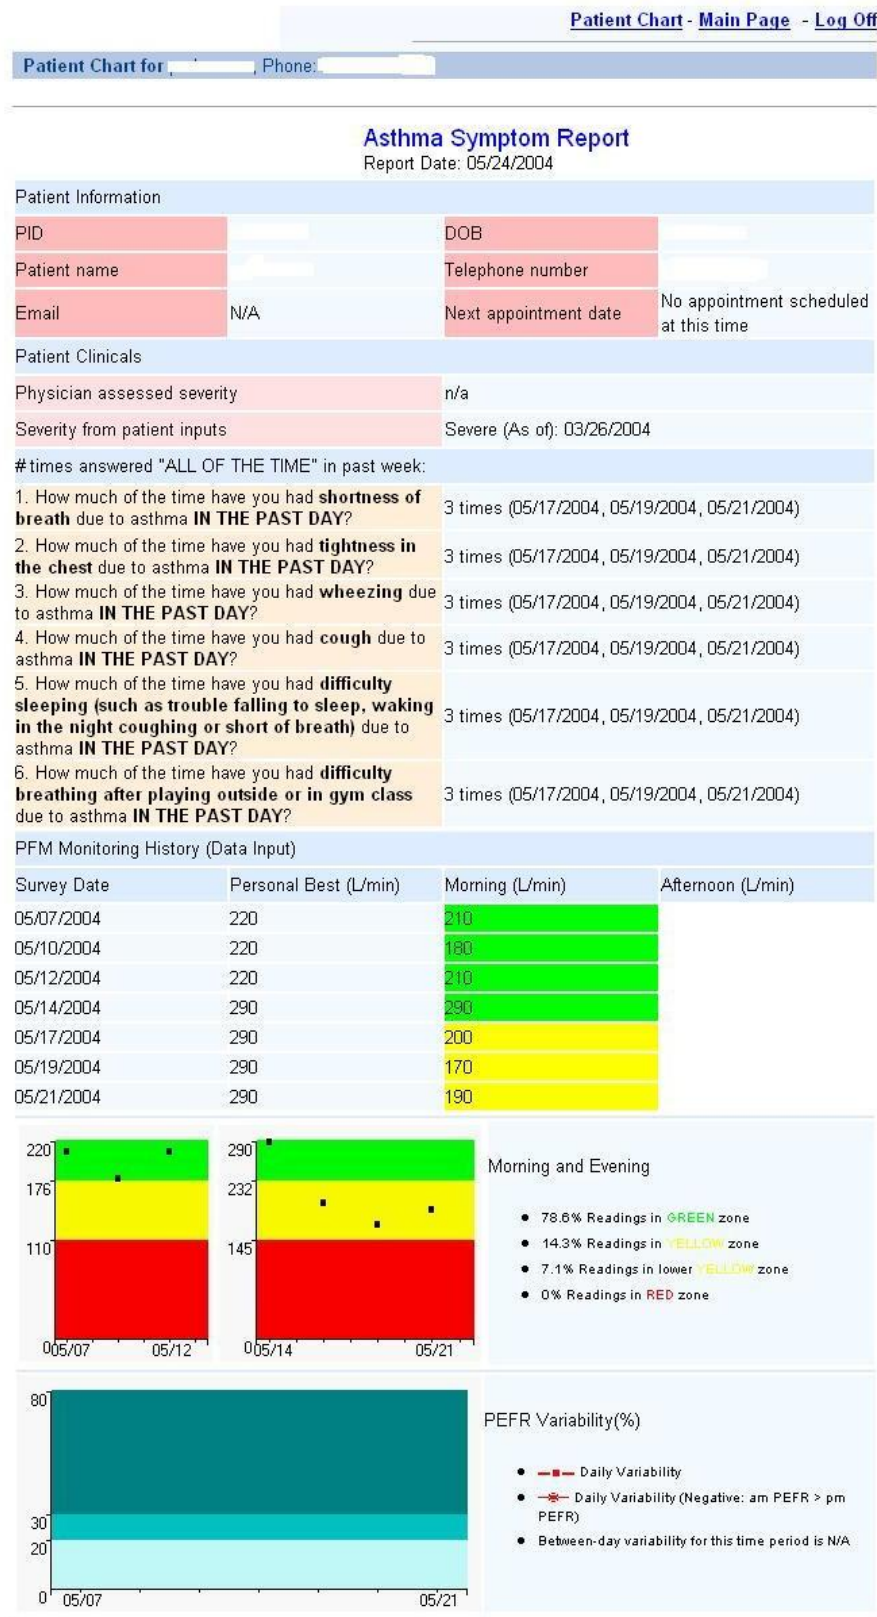 Patient Chart - Main Page - Log Off
Patient Chart for , Phone:
Asthma Symptom Report
Report Date: 05/24/2004
Patient Information
PID DOB
Patient name Telephone number
Email N/A Next appointment date No appointment scheduled
at this time
Patient Clinicals
Physician assessed severity n/a
Severity from patient inputs Severe (As of): 03/26/2004
# times answered "ALL OF THE TIME" in past week:
1. How much of the time have you had shortness of
breath due to asthma IN THE PAST DAY?
3 times (05/17/2004, 05/19/2004, 05/21/2004)
2. How much of the time have you had tightness in
the chest due to asthma IN THE PAST DAY?
3 times (05/17/2004, 05/19/2004, 05/21/2004)
3. How much of the time have you had wheezing due
to asthma IN THE PAST DAY?
3 times (05/17/2004, 05/19/2004, 05/21/2004)
4. How much of the time have you had cough due to
asthma IN THE PAST DAY?
3 times (05/17/2004, 05/19/2004, 05/21/2004)
5. How much of the time have you had difficulty
sleeping (such as trouble falling to sleep, waking
in the night coughing or short of breath) due to
asthma IN THE PAST DAY?
3 times (05/17/2004, 05/19/2004, 05/21/2004)
6. How much of the time have you had difficulty
breathing after playing outside or in gym class
due to asthma IN THE PAST DAY?
3 times (05/17/2004, 05/19/2004, 05/21/2004)
PFM Monitoring History (Data Input)
Survey Date Personal Best (L/min) Morning (L/min) Afternoon (L/min)
05/07/2004 220 210
05/10/2004 220 180
05/12/2004 220 210
05/14/2004 290 290
05/17/2004 290 200
05/19/2004 290 170
05/21/2004 290 190
220
176
110
0
05/07 05/12
290
232
145
0
05/14 05/21
Morning and Evening
78.6% Readings in GREEN zone
14.3% Readings in YELLOW zone
7.1% Readings in lower YELLOW zone
0% Readings in RED zone
80
30
20
0
05/07 05/21
PEFR Variability(%)
Daily Variability
Daily Variability (Negative: am PEFR > pm
PEFR)
Between-day variability for this time period is N/A